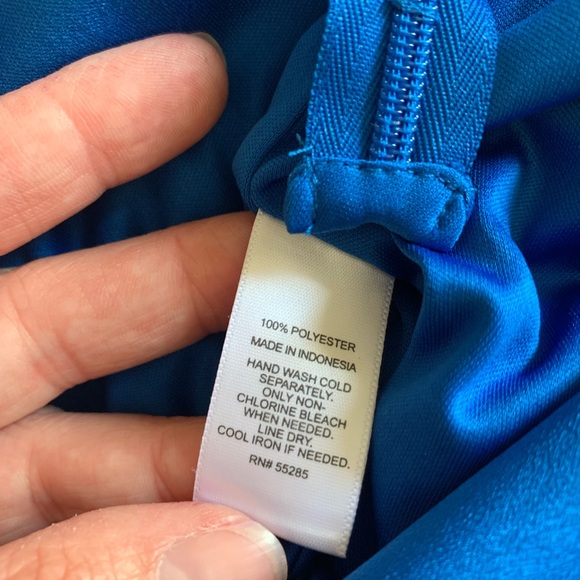 100% POLYESTER
MADE IN INDONESIA
HAND WASH COLD
SEPARATELY.
ONLY NON-
CHLORINE BLEACH
WHEN NEEDED.
LINE DRY.
COOL IRON IF NEEDED.
RN# 55285